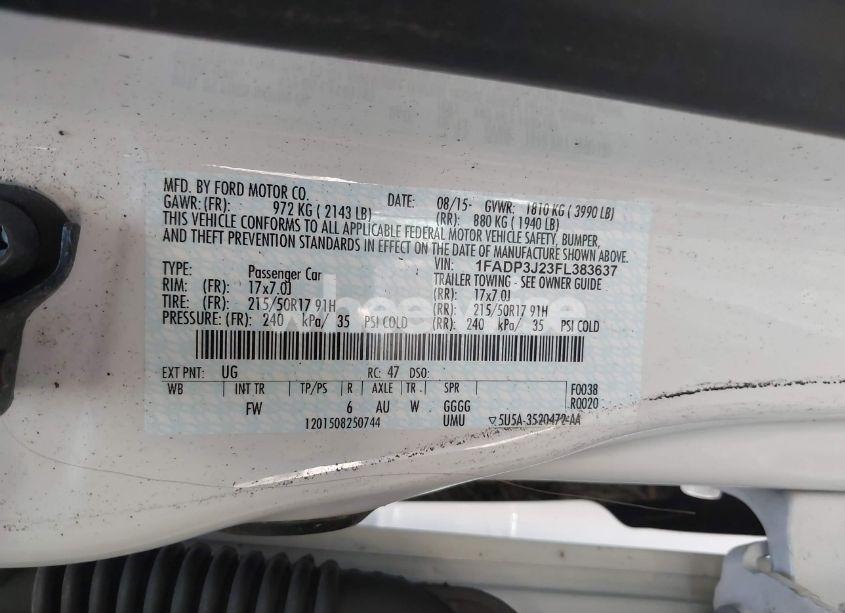 MFD. BY FORD MOTOR CO. DATE: 08/15- GVWR: 1810 KG ( 3990 LB)
GAWR: (FR): 972 KG ( 2143 LB) (RR): 880 KG ( 1940 LB)
THIS VEHICLE CONFORMS TO ALL APPLICABLE FEDERAL MOTOR VEHICLE SAFETY, BUMPER,
AND THEFT PREVENTION STANDARDS IN EFFECT ON THE DATE OF MANUFACTURE SHOWN ABOVE.
VIN: 1FADP3J23FL383637
TYPE: Passenger Car TRAILER TOWING - SEE OWNER GUIDE
RIM: (FR): 17x7.0J (RR): 17x7.0J
TIRE: (FR): 215/50R17 91H (RR): 215/50R17 91H
PRESSURE: (FR): 240 kPa/ 35 PSI COLD (RR): 240 kPa/ 35 PSI COLD
EXT PNT: UG RC: 47 DSO:
WB INT TR TP/PS R AXLE TR SPR F0038
FW 6 AU W GGGG R0020
1201508250744 UMU ▽5U5A-3520472-AA